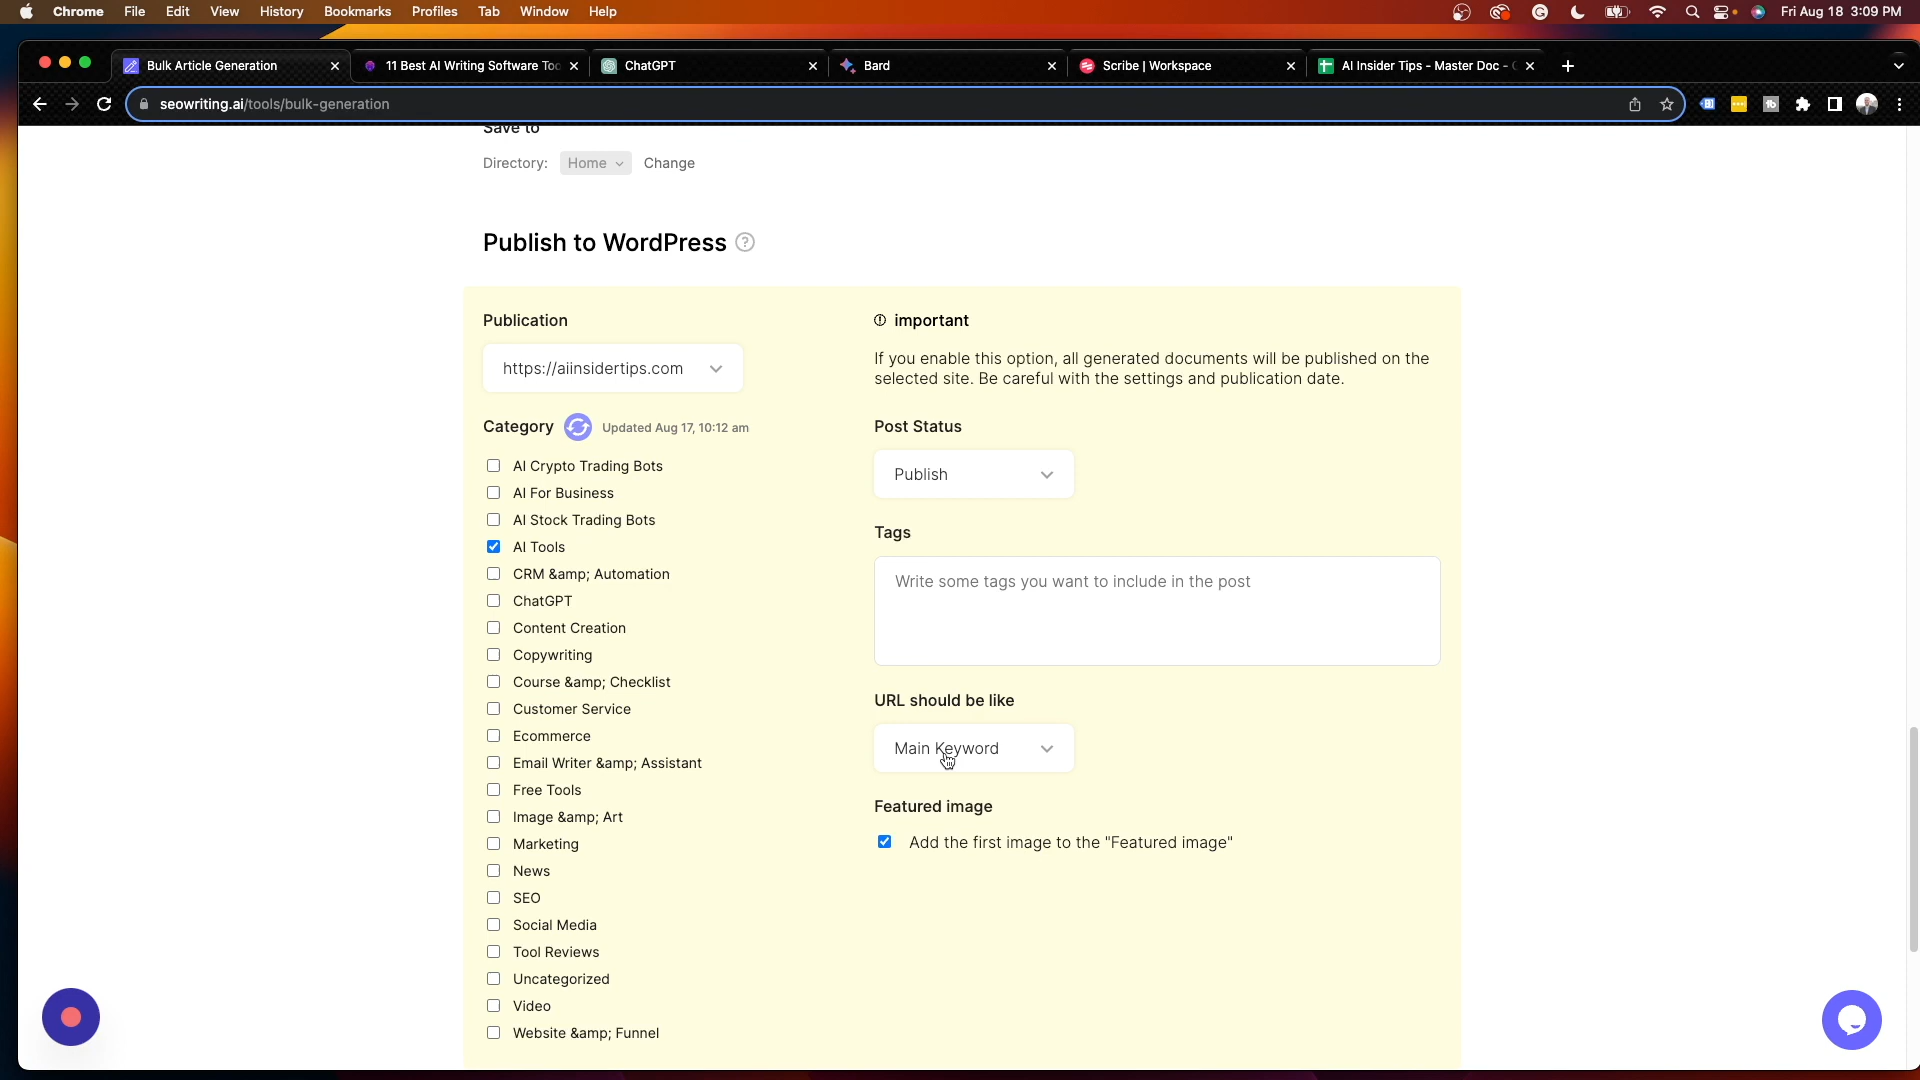 Chrome File Edit View History Bookmarks Profiles Tab Window Help Fri Aug 18 3:09 PM
Bulk Article Generation 11 Best AI Writing Software Too ChatGPT Bard Scribe | Workspace AI Insider Tips - Master Doc -
seowriting.ai/tools/bulk-generation
Save to
Directory: Home Change
Publish to WordPress
Publication
https://aiinsidertips.com
Category Updated Aug 17, 10:12 am
AI Crypto Trading Bots
AI For Business
AI Stock Trading Bots
AI Tools
CRM &amp; Automation
ChatGPT
Content Creation
Copywriting
Course &amp; Checklist
Customer Service
Ecommerce
Email Writer &amp; Assistant
Free Tools
Image &amp; Art
Marketing
News
SEO
Social Media
Tool Reviews
Uncategorized
Video
Website &amp; Funnel
important
If you enable this option, all generated documents will be published on the
selected site. Be careful with the settings and publication date.
Post Status
Publish
Tags
Write some tags you want to include in the post
URL should be like
Main Keyword
Featured image
Add the first image to the "Featured image"